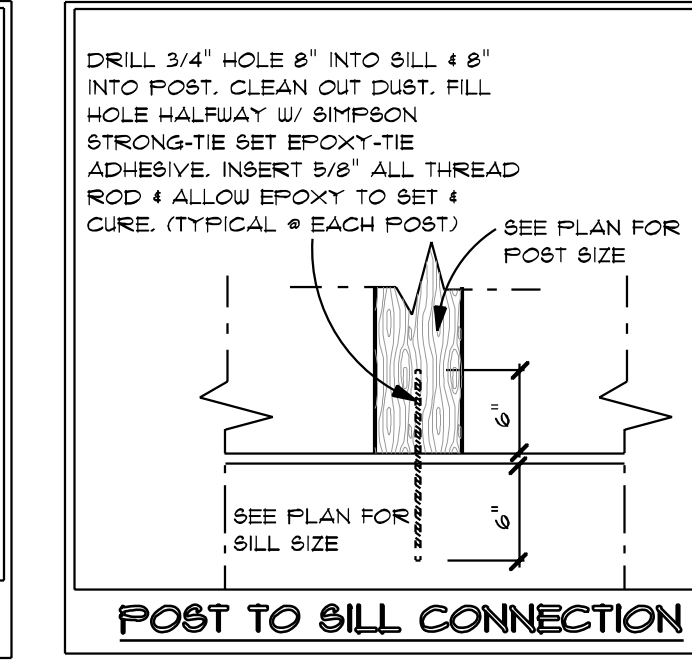 DRILL 3/4" HOLE 8" INTO SILL & 8"
INTO POST. CLEAN OUT DUST. FILL
HOLE HALFWAY W/ SIMPSON
STRONG-TIE SET EPOXY-TIE
ADHESIVE. INSERT 5/8" ALL THREAD
ROD & ALLOW EPOXY TO SET &
CURE. (TYPICAL @ EACH POST)
SEE PLAN FOR
POST SIZE
6"
6"
SEE PLAN FOR
SILL SIZE
POST TO SILL CONNECTION